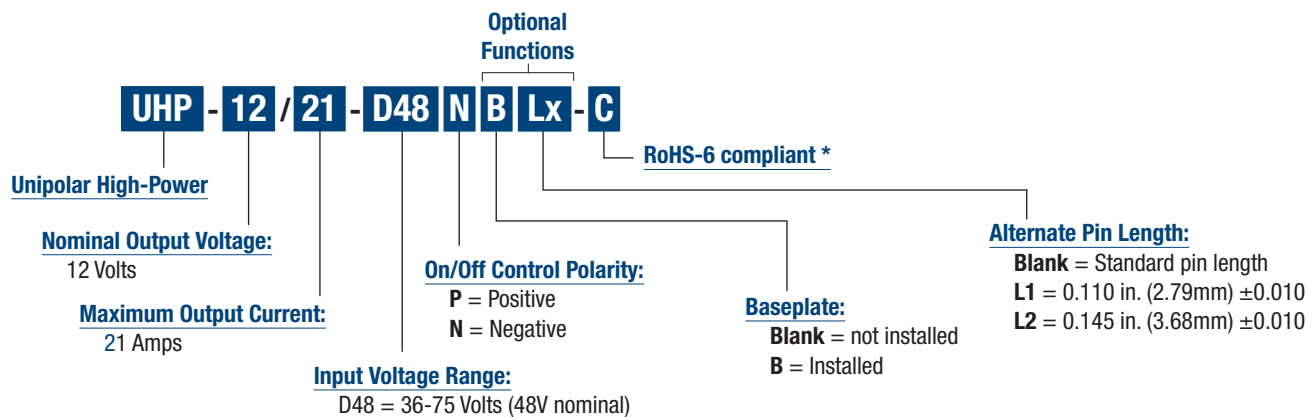 Optional
Functions
UHP - 12 / 21 - D48 N B Lx - C
RoHS-6 compliant *
Unipolar High-Power
Nominal Output Voltage:
12 Volts
Maximum Output Current:
21 Amps
Input Voltage Range:
D48 = 36-75 Volts (48V nominal)
On/Off Control Polarity:
P = Positive
N = Negative
Baseplate:
Blank = not installed
B = Installed
Alternate Pin Length:
Blank = Standard pin length
L1 = 0.110 in. (2.79mm) ±0.010
L2 = 0.145 in. (3.68mm) ±0.010